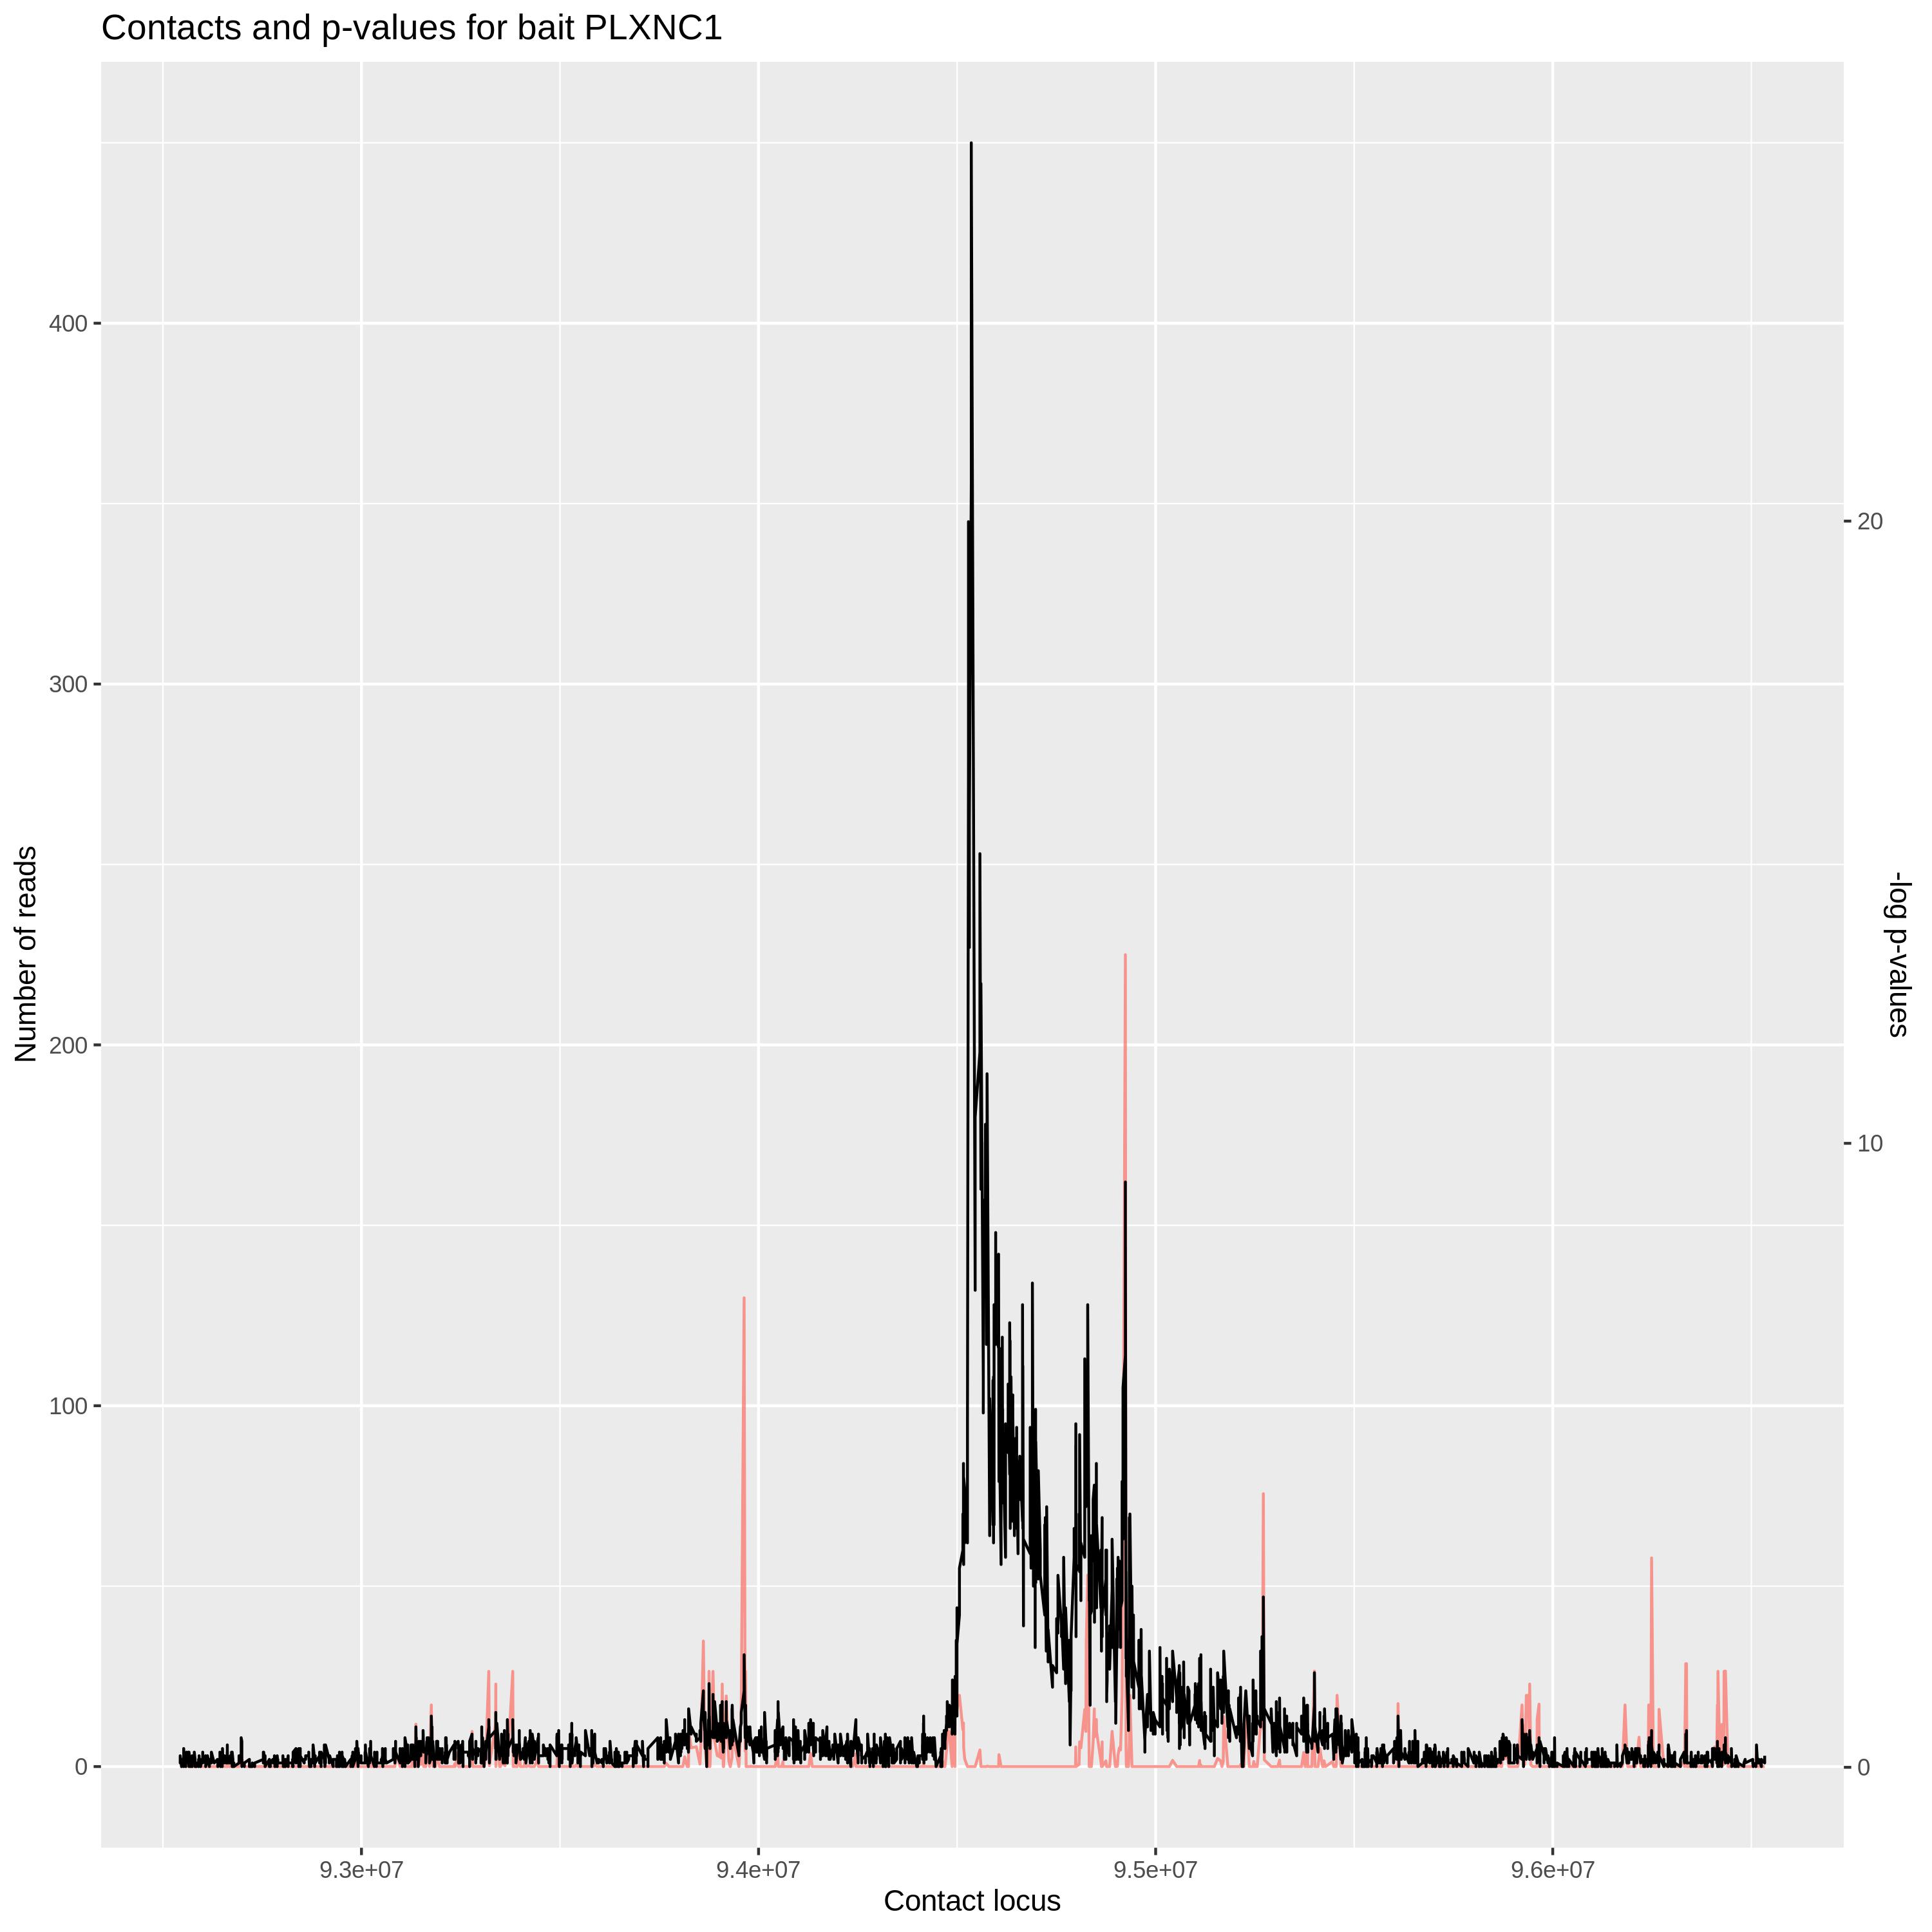 Contacts and p-values for bait PLXNC1
Number of reads
400
300
200
100
0
20
10
0
-log p-values
9.3e+07
9.4e+07
9.5e+07
9.6e+07
Contact locus